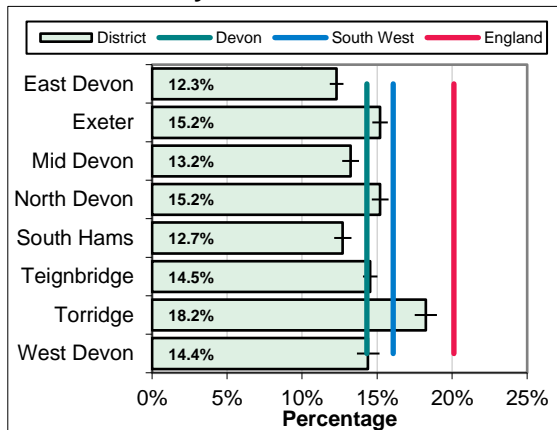 District Devon South West England
East Devon 12.3%
Exeter 15.2%
Mid Devon 13.2%
North Devon 15.2%
South Hams 12.7%
Teignbridge 14.5%
Torridge 18.2%
West Devon 14.4%
0% 5% 10% 15% 20% 25%
Percentage